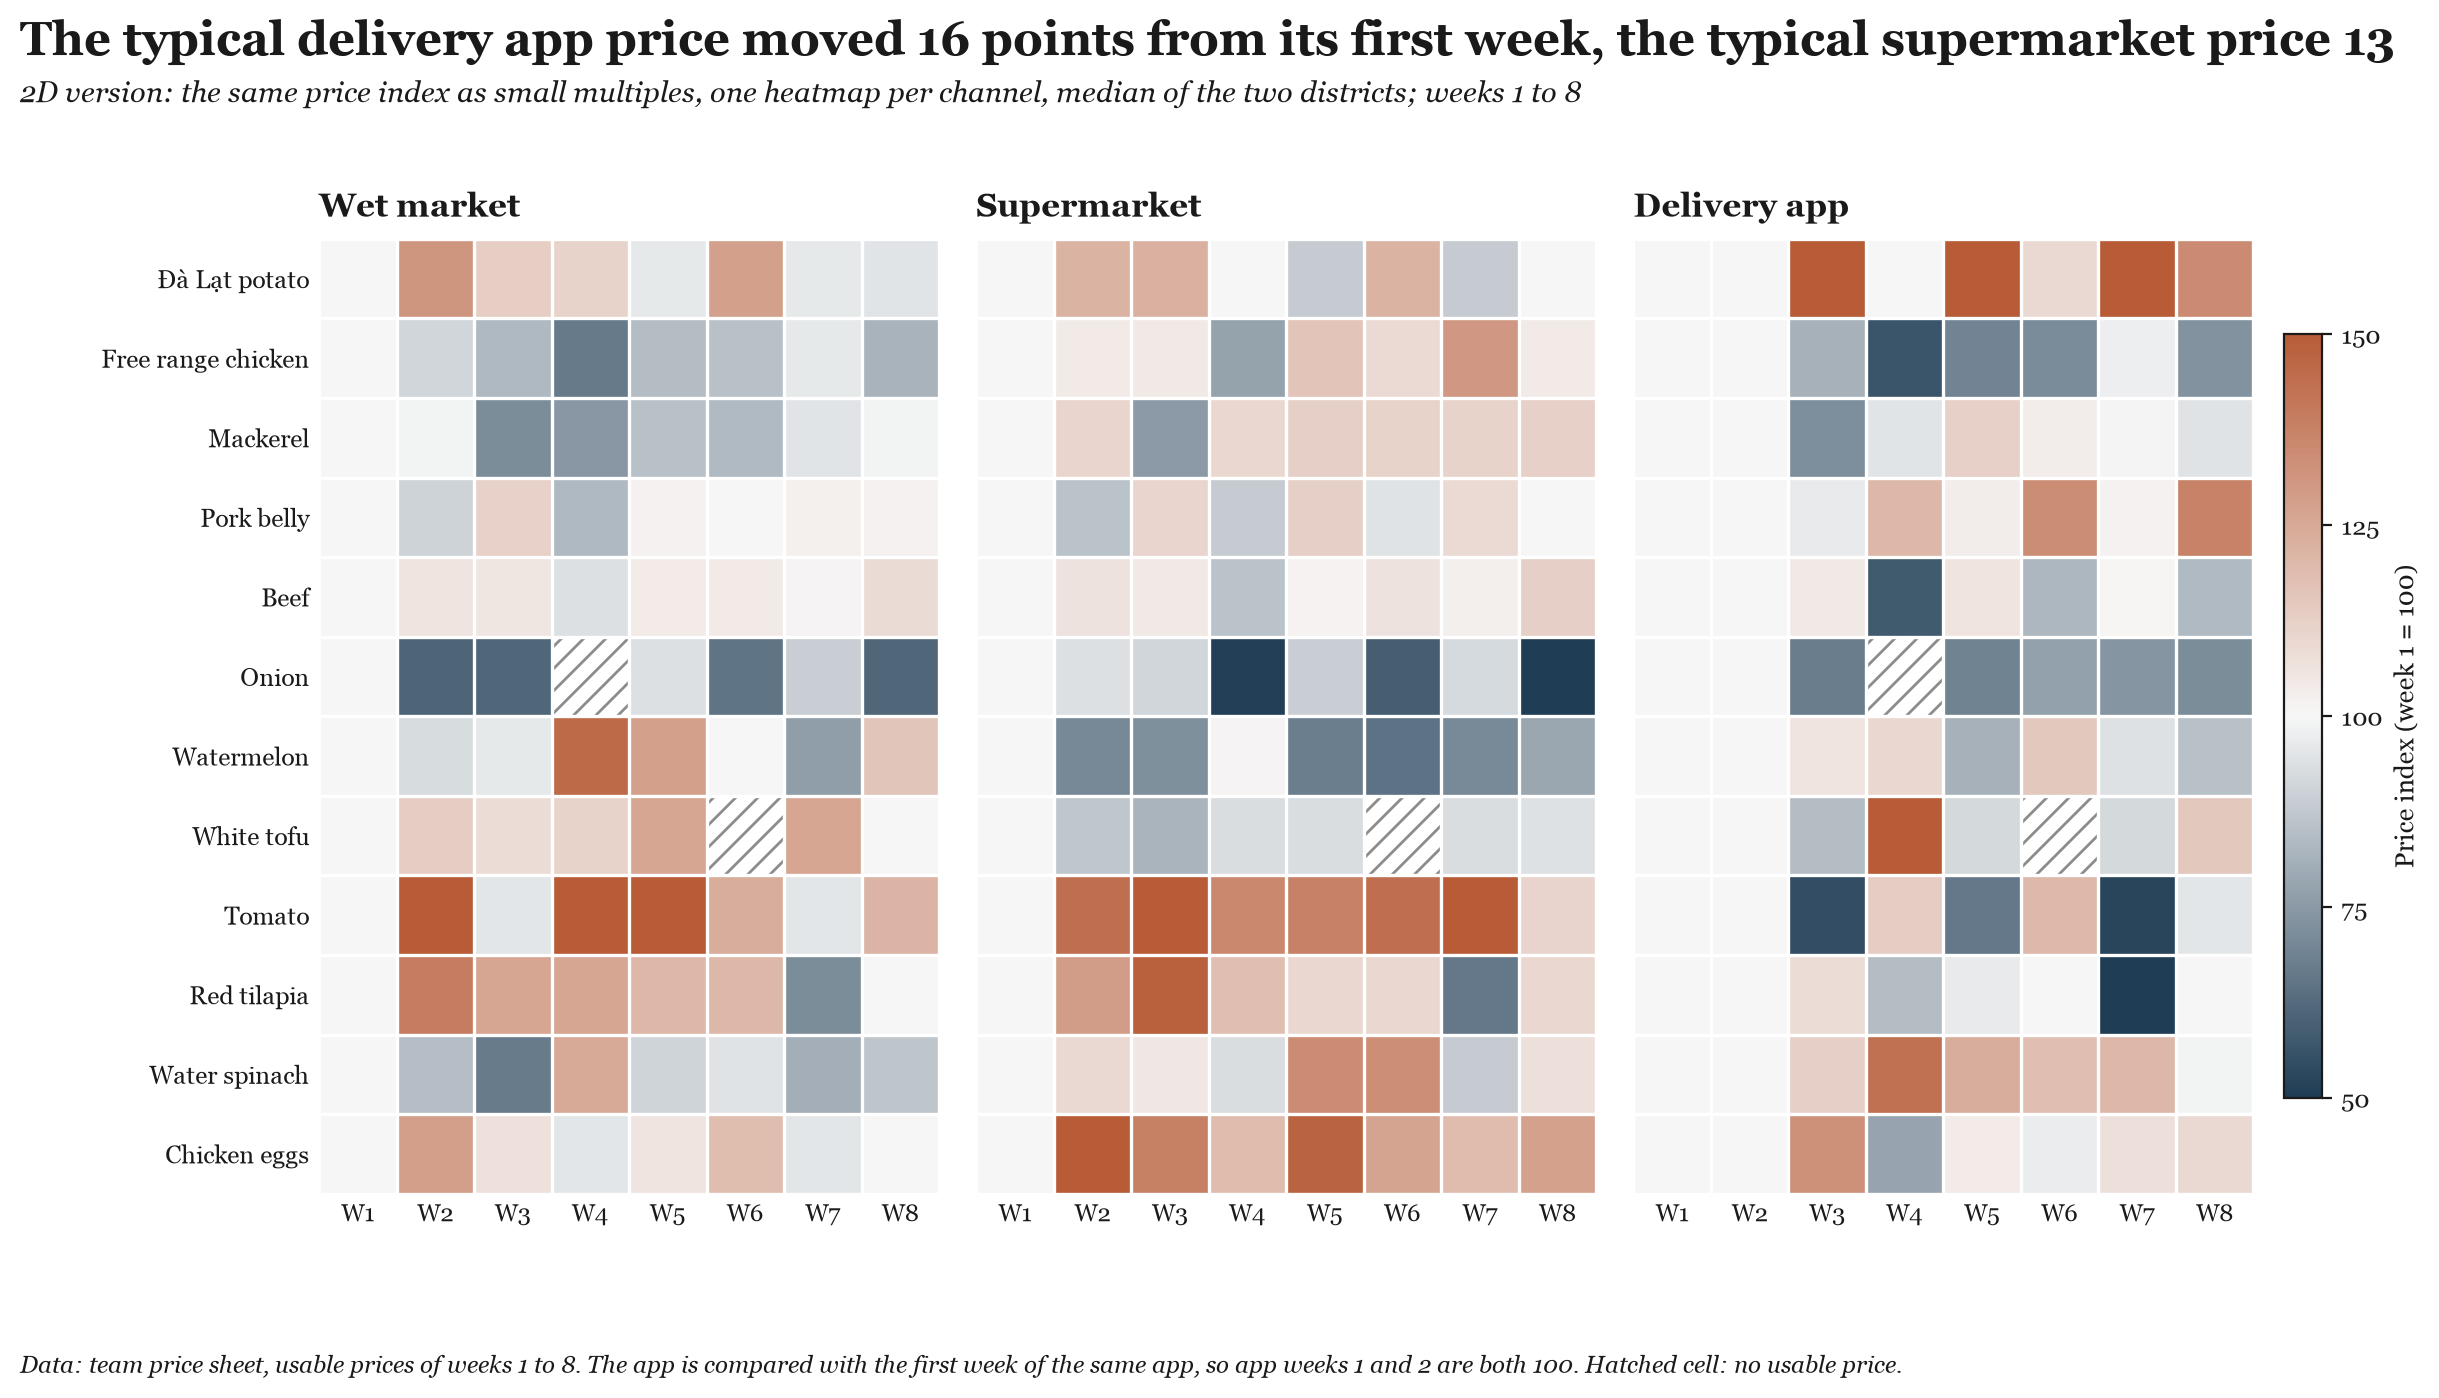 The typical delivery app price moved 16 points from its first week, the typical supermarket price 13
2D version: the same price index as small multiples, one heatmap per channel, median of the two districts; weeks 1 to 8
Wet market
Supermarket
Delivery app
Đà Lạt potato
Free range chicken
Mackerel
Pork belly
Beef
Onion
Watermelon
White tofu
Tomato
Red tilapia
Water spinach
Chicken eggs
W1 W2 W3 W4 W5 W6 W7 W8
W1 W2 W3 W4 W5 W6 W7 W8
W1 W2 W3 W4 W5 W6 W7 W8
150
125
100
75
50
Price index (week 1 = 100)
Data: team price sheet, usable prices of weeks 1 to 8. The app is compared with the first week of the same app, so app weeks 1 and 2 are both 100. Hatched cell: no usable price.